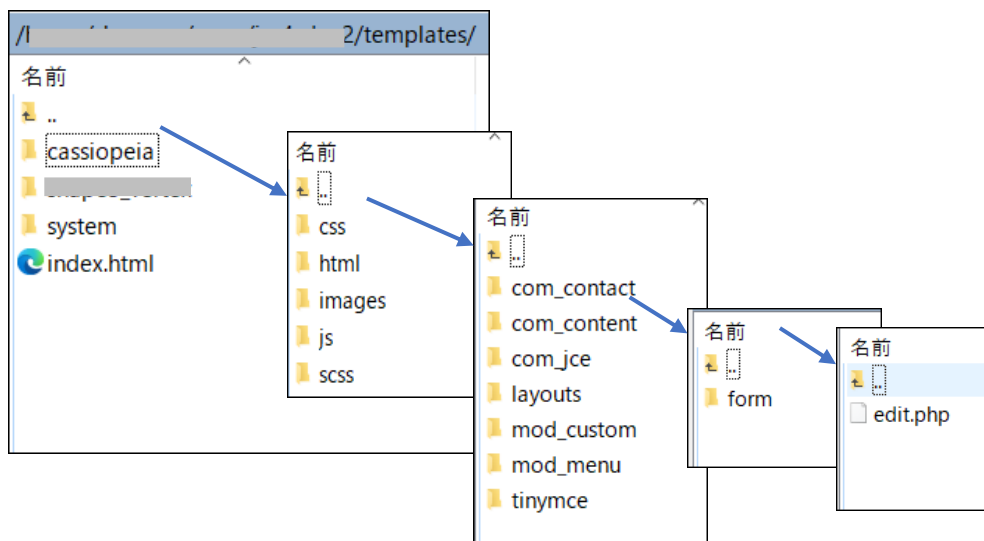 2/templates/
名前
..
cassiopeia
system
index.html
名前
..
css
html
images
js
scss
名前
..
com_contact
com_content
com_jce
layouts
mod_custom
mod_menu
tinymce
名前
..
form
名前
..
edit.php